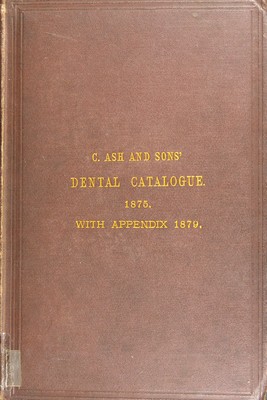 C. ASH AND SONS'
DENTAL CATALOGUE.
1875.
WITH APPENDIX 1879,